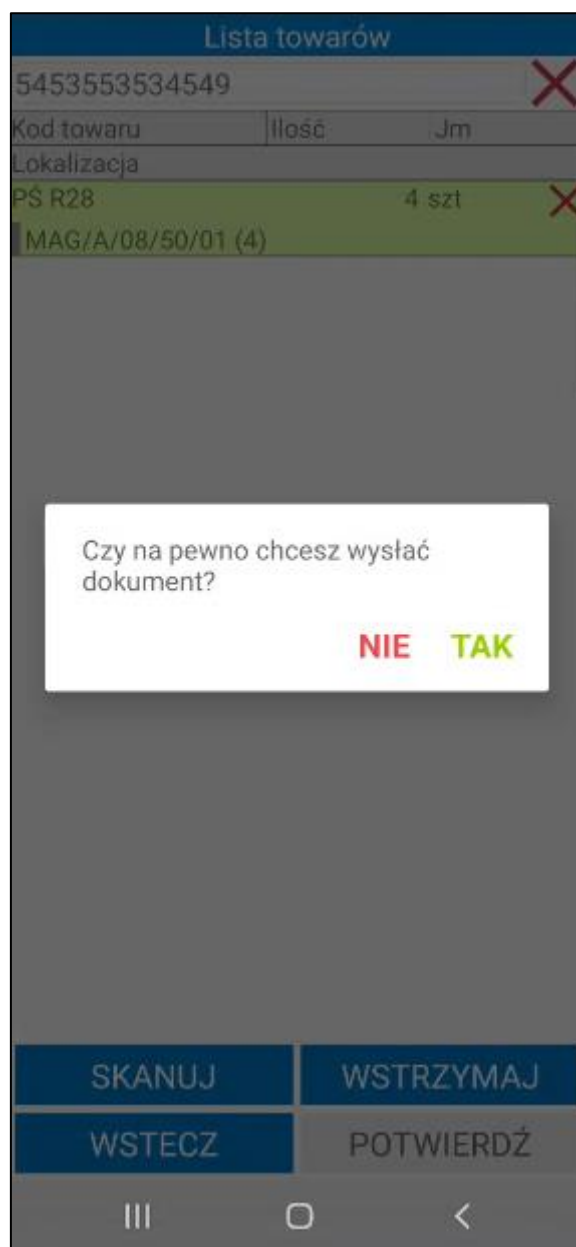 Lista towarów
5453553534549
Kod towaru Ilość Jm
Lokalizacja
PŚ R28 4 szt
MAG/A/08/50/01 (4)
Czy na pewno chcesz wysłać
dokument?
NIE TAK
SKANUJ WSTRZYMAJ
WSTECZ POTWIERDŹ